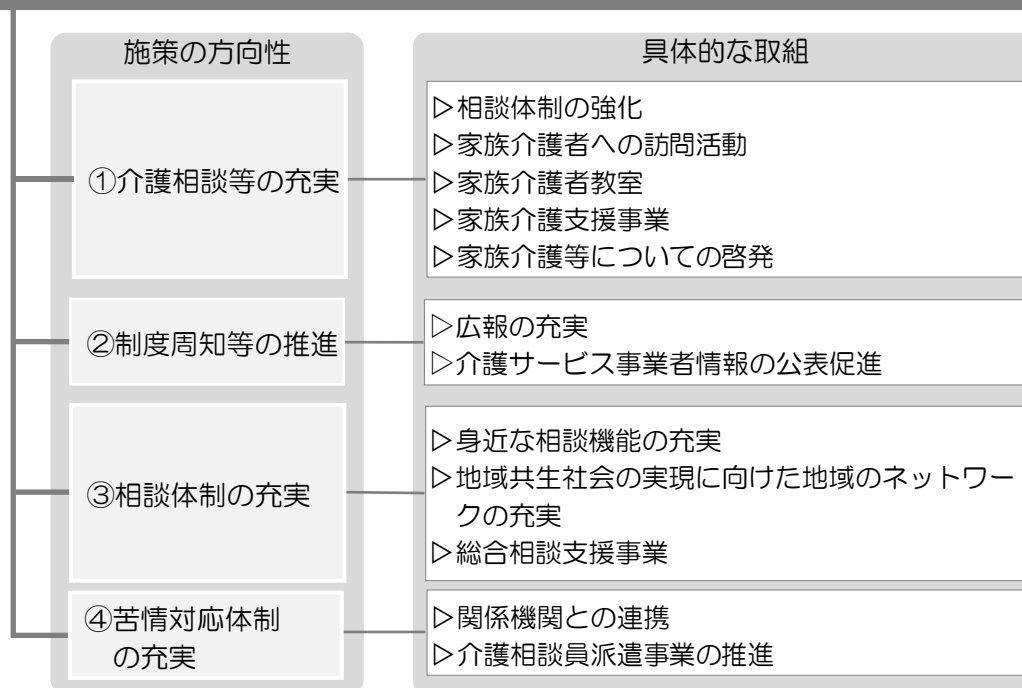 施策の方向性
具体的な取組
①介護相談等の充実
▷相談体制の強化
▷家族介護者への訪問活動
▷家族介護者教室
▷家族介護支援事業
▷家族介護等についての啓発
②制度周知等の推進
▷広報の充実
▷介護サービス事業者情報の公表促進
③相談体制の充実
▷身近な相談機能の充実
▷地域共生社会の実現に向けた地域のネットワー
クの充実
▷総合相談支援事業
④苦情対応体制
の充実
▷関係機関との連携
▷介護相談員派遣事業の推進